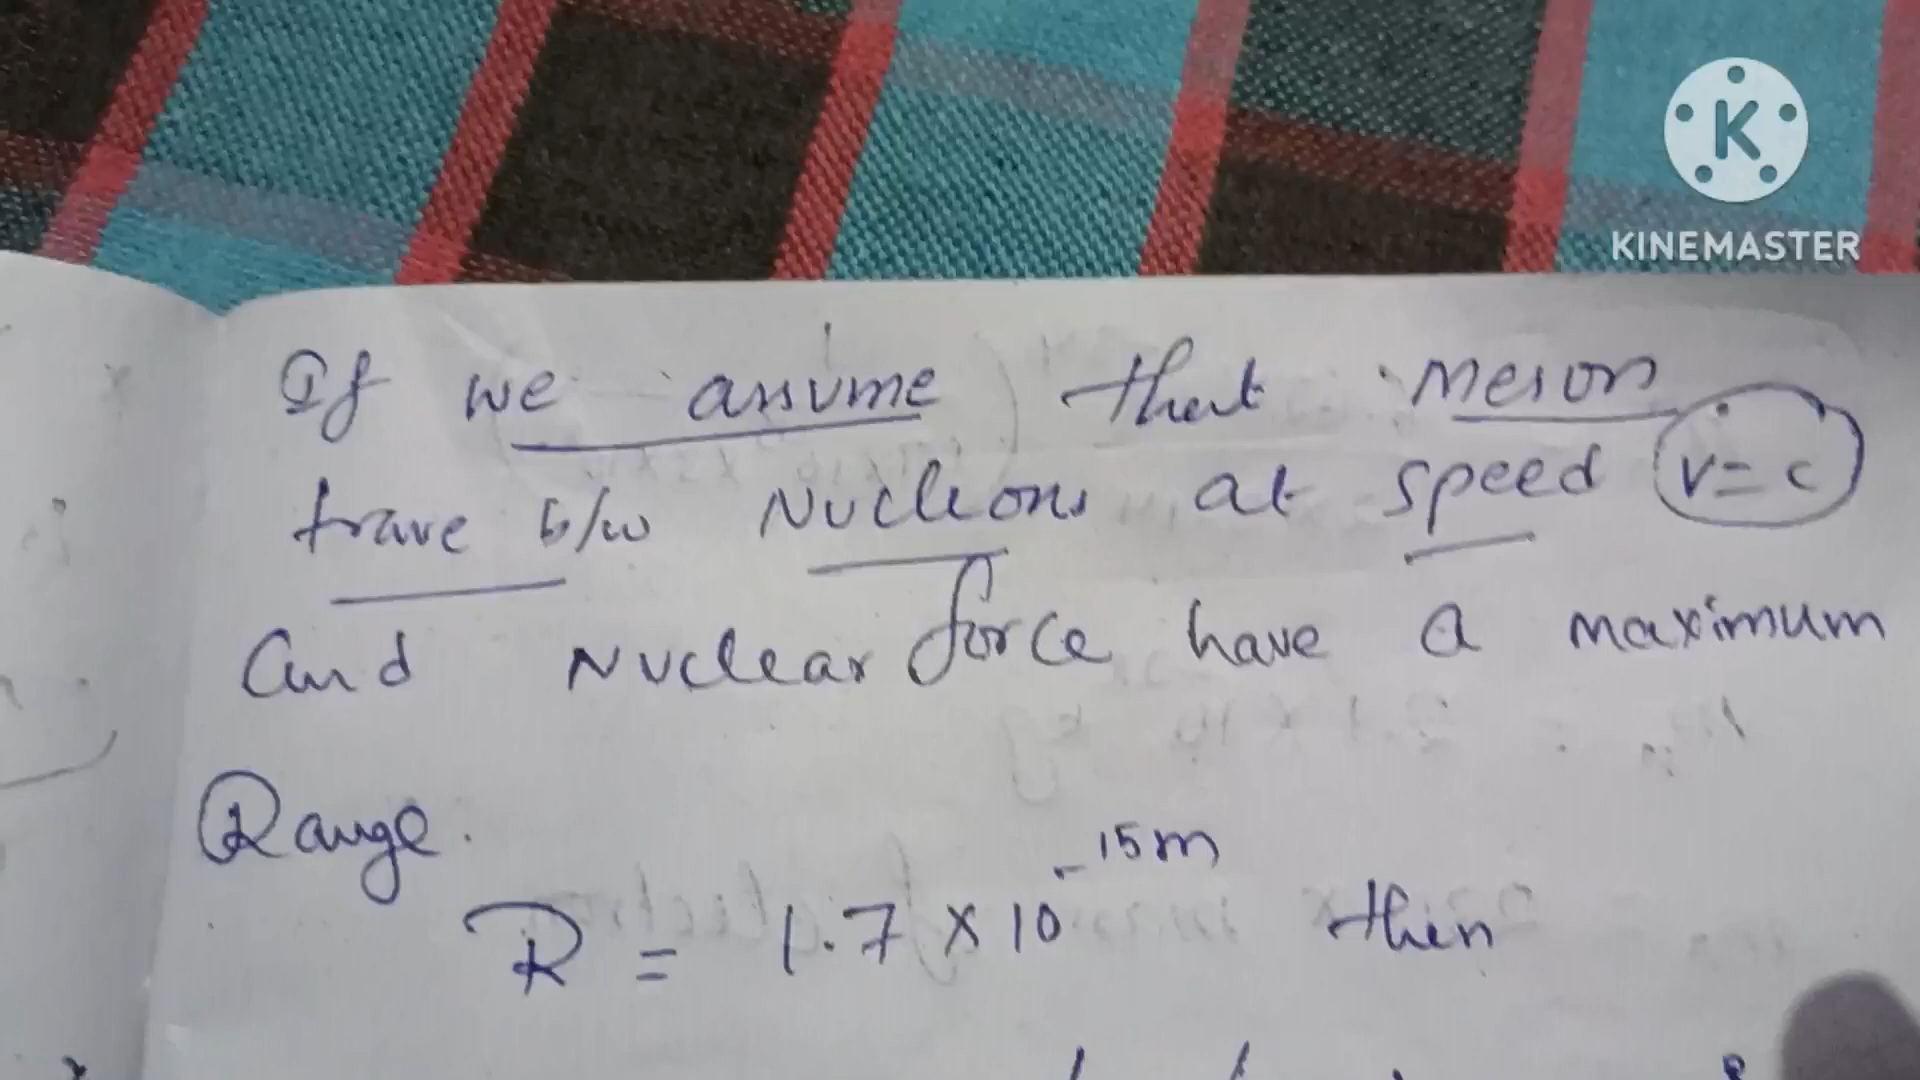 K
KINEMASTER
If we assume that meson
trave b/w Nucleons at speed v=c
and Nuclear force have a maximum
Range.
R = 1.7 × 10⁻¹⁵m then